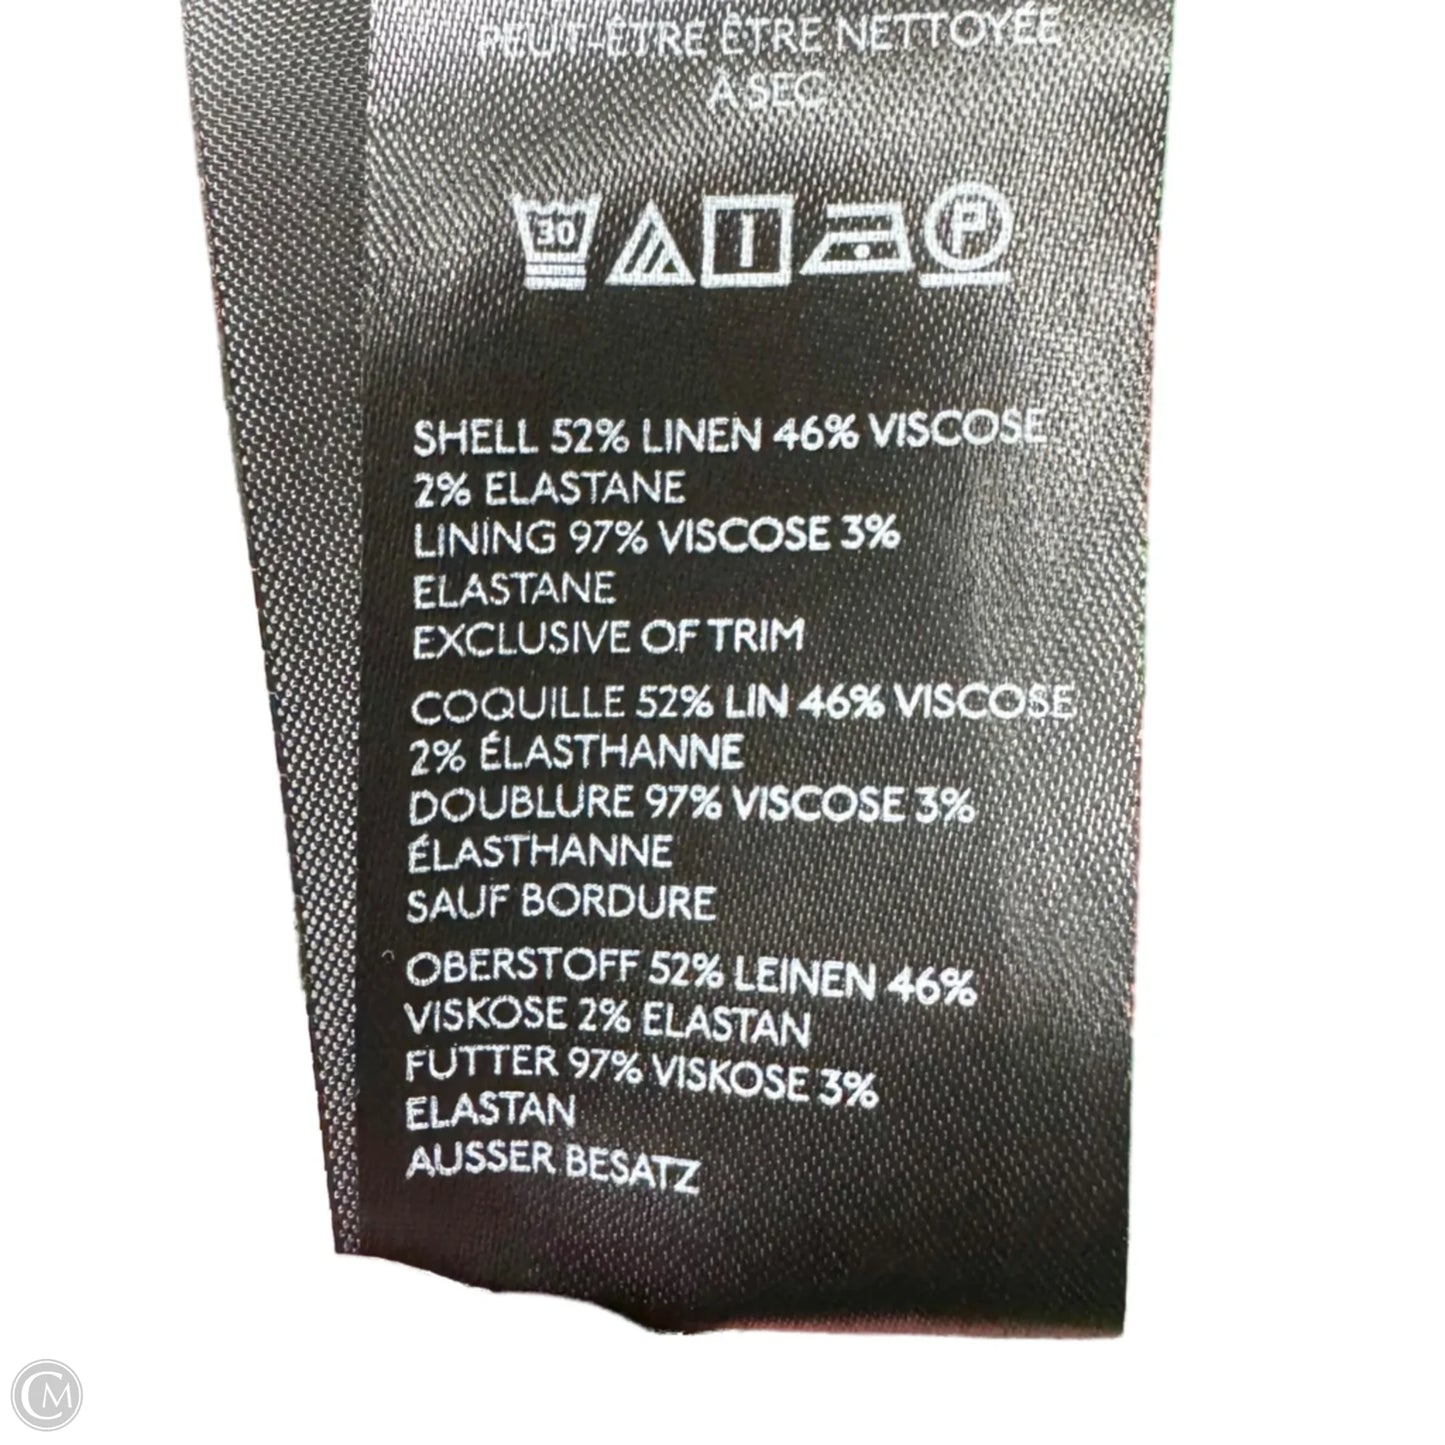 PEUT-ÊTRE ÊTRE NETTOYÉE
À SEC
30 P
SHELL 52% LINEN 46% VISCOSE
2% ELASTANE
LINING 97% VISCOSE 3%
ELASTANE
EXCLUSIVE OF TRIM
COQUILLE 52% LIN 46% VISCOSE
2% ÉLASTHANNE
DOUBLURE 97% VISCOSE 3%
ÉLASTHANNE
SAUF BORDURE
OBERSTOFF 52% LEINEN 46%
VISKOSE 2% ELASTAN
FUTTER 97% VISKOSE 3%
ELASTAN
AUSSER BESATZ
CM